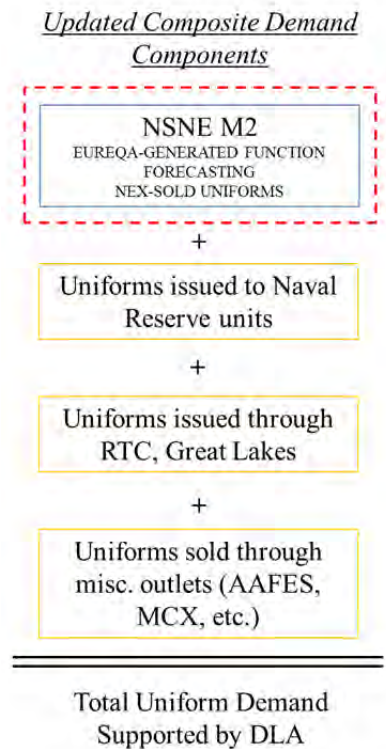 Updated Composite Demand
Components
NSNE M2
EUREQA-GENERATED FUNCTION
FORECASTING
NEX-SOLD UNIFORMS
+
Uniforms issued to Naval
Reserve units
+
Uniforms issued through
RTC, Great Lakes
+
Uniforms sold through
misc. outlets (AAFES,
MCX, etc.)
Total Uniform Demand
Supported by DLA